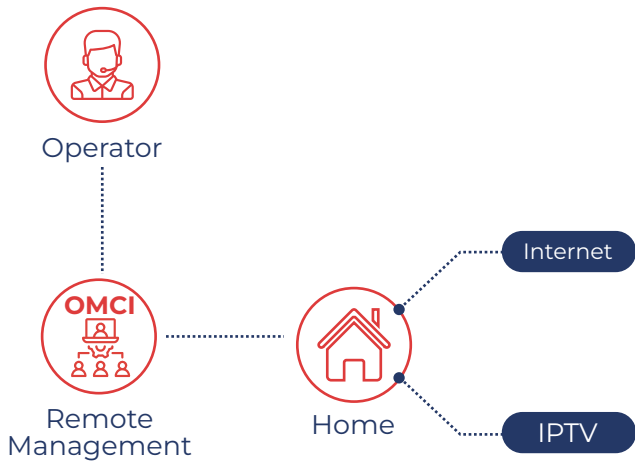 Operator
OMCI
Remote
Management
Home
Internet
IPTV